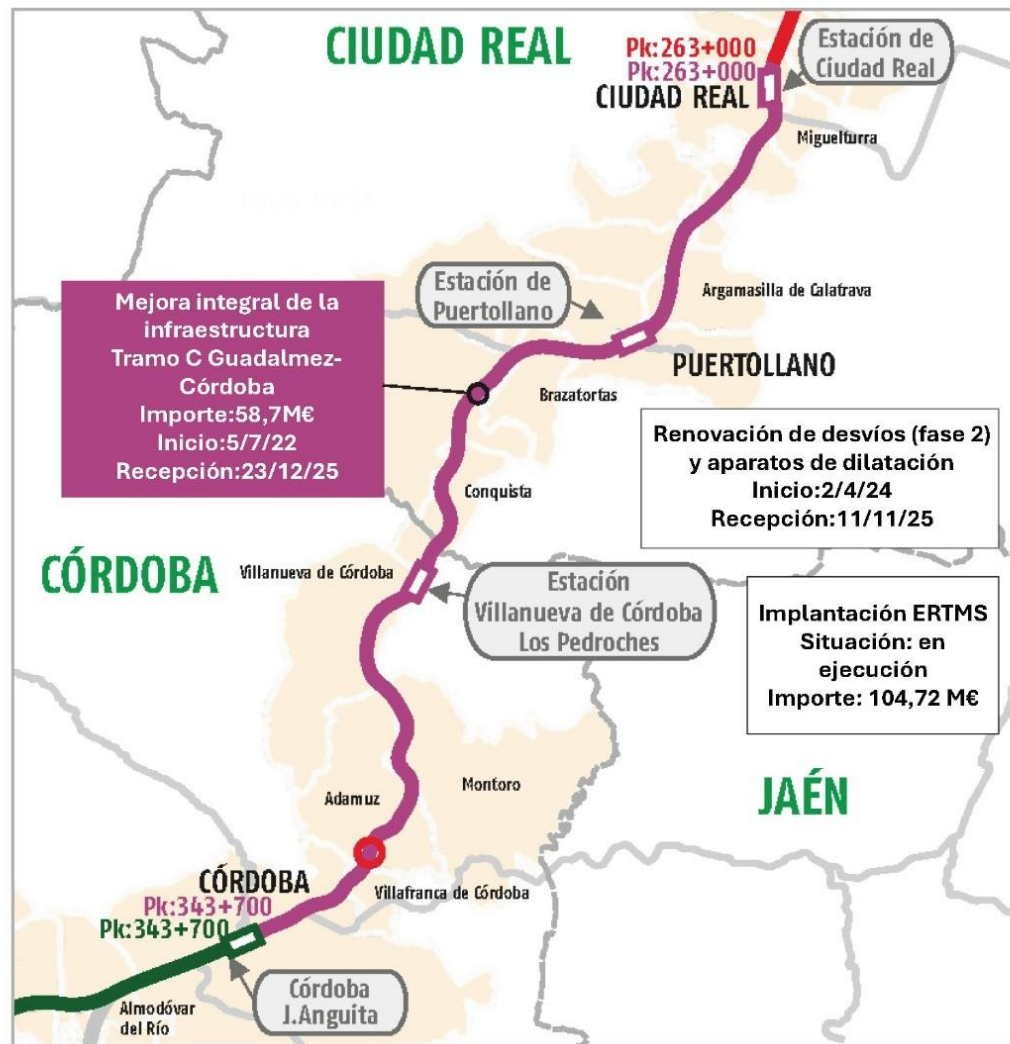 CIUDAD REAL
Pk:263+000
Pk:263+000
CIUDAD REAL
Estación de
Ciudad Real
Miguelturra
Estación de
Puertollano
Argamasilla de Calatrava
PUERTOLLANO
Brazatortas
Mejora integral de la
infraestructura
Tramo C Guadalmez-
Córdoba
Importe:58,7M€
Inicio:5/7/22
Recepción:23/12/25
Renovación de desvíos (fase 2)
y aparatos de dilatación
Inicio:2/4/24
Recepción:11/11/25
Conquista
CÓRDOBA
Villanueva de Córdoba
Estación
Villanueva de Córdoba
Los Pedroches
Implantación ERTMS
Situación: en
ejecución
Importe: 104,72 M€
JAÉN
Adamuz
Montoro
CÓRDOBA
Pk:343+700
Pk:343+700
Villafranca de Córdoba
Córdoba
J.Anguita
Almodóvar
del Río